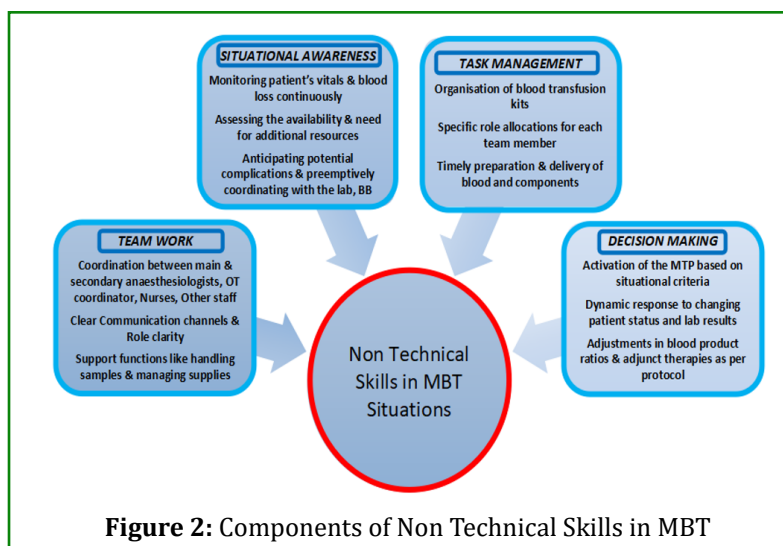 SITUATIONAL AWARENESS
Monitoring patient's vitals & blood
loss continuously
Assessing the availability & need
for additional resources
Anticipating potential
complications & preemptively
coordinating with the lab, BB
TASK MANAGEMENT
Organisation of blood transfusion
kits
Specific role allocations for each
team member
Timely preparation & delivery of
blood and components
TEAM WORK
Coordination between main &
secondary anaesthesiologists, OT
coordinator, Nurses, Other staff
Clear Communication channels &
Role clarity
Support functions like handling
samples & managing supplies
DECISION MAKING
Activation of the MTP based on
situational criteria
Dynamic response to changing
patient status and lab results
Adjustments in blood product
ratios & adjunct therapies as per
protocol
Non Technical
Skills in MBT
Situations
Figure 2: Components of Non Technical Skills in MBT